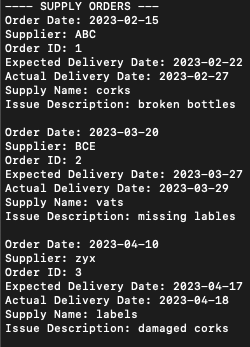 ---- SUPPLY ORDERS ---
Order Date: 2023-02-15
Supplier: ABC
Order ID: 1
Expected Delivery Date: 2023-02-22
Actual Delivery Date: 2023-02-27
Supply Name: corks
Issue Description: broken bottles

Order Date: 2023-03-20
Supplier: BCE
Order ID: 2
Expected Delivery Date: 2023-03-27
Actual Delivery Date: 2023-03-29
Supply Name: vats
Issue Description: missing lables

Order Date: 2023-04-10
Supplier: zyx
Order ID: 3
Expected Delivery Date: 2023-04-17
Actual Delivery Date: 2023-04-18
Supply Name: labels
Issue Description: damaged corks